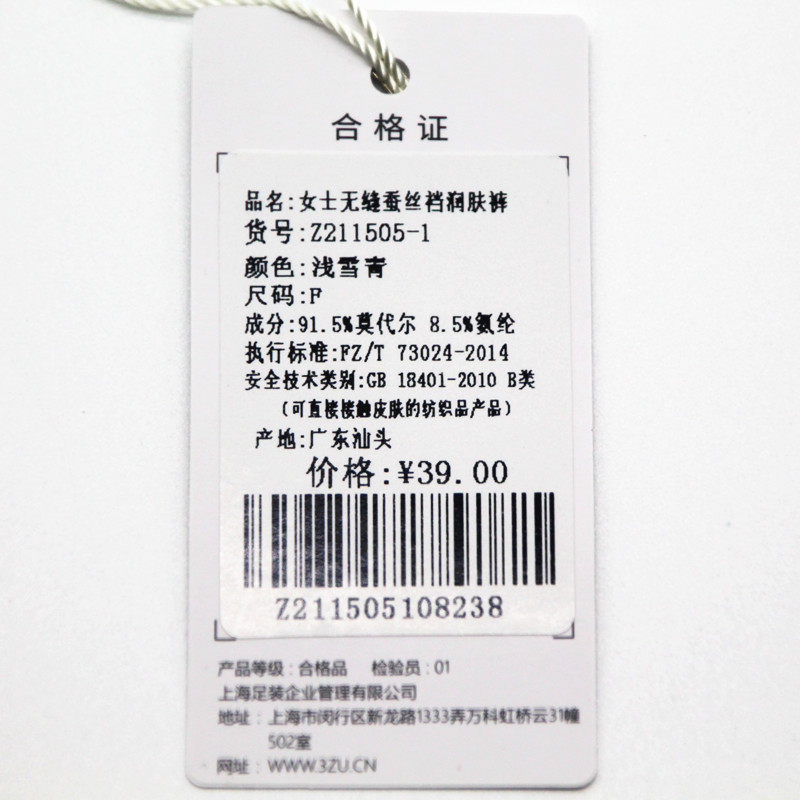 合格证
品名:女士无缝蚕丝裆润肤裤
货号:Z211505-1
颜色:浅雪青
尺码:F
成分:91.5%莫代尔 8.5%氨纶
执行标准:FZ/T 73024-2014
安全技术类别:GB 18401-2010 B类
(可直接接触皮肤的纺织品产品)
产地:广东汕头
价格:¥39.00
Z211505108238
产品等级:合格品 检验员:01
上海足装企业管理有限公司
地址:上海市闵行区新龙路1333弄万科虹桥云31幢
502室
网址:WWW.3ZU.CN